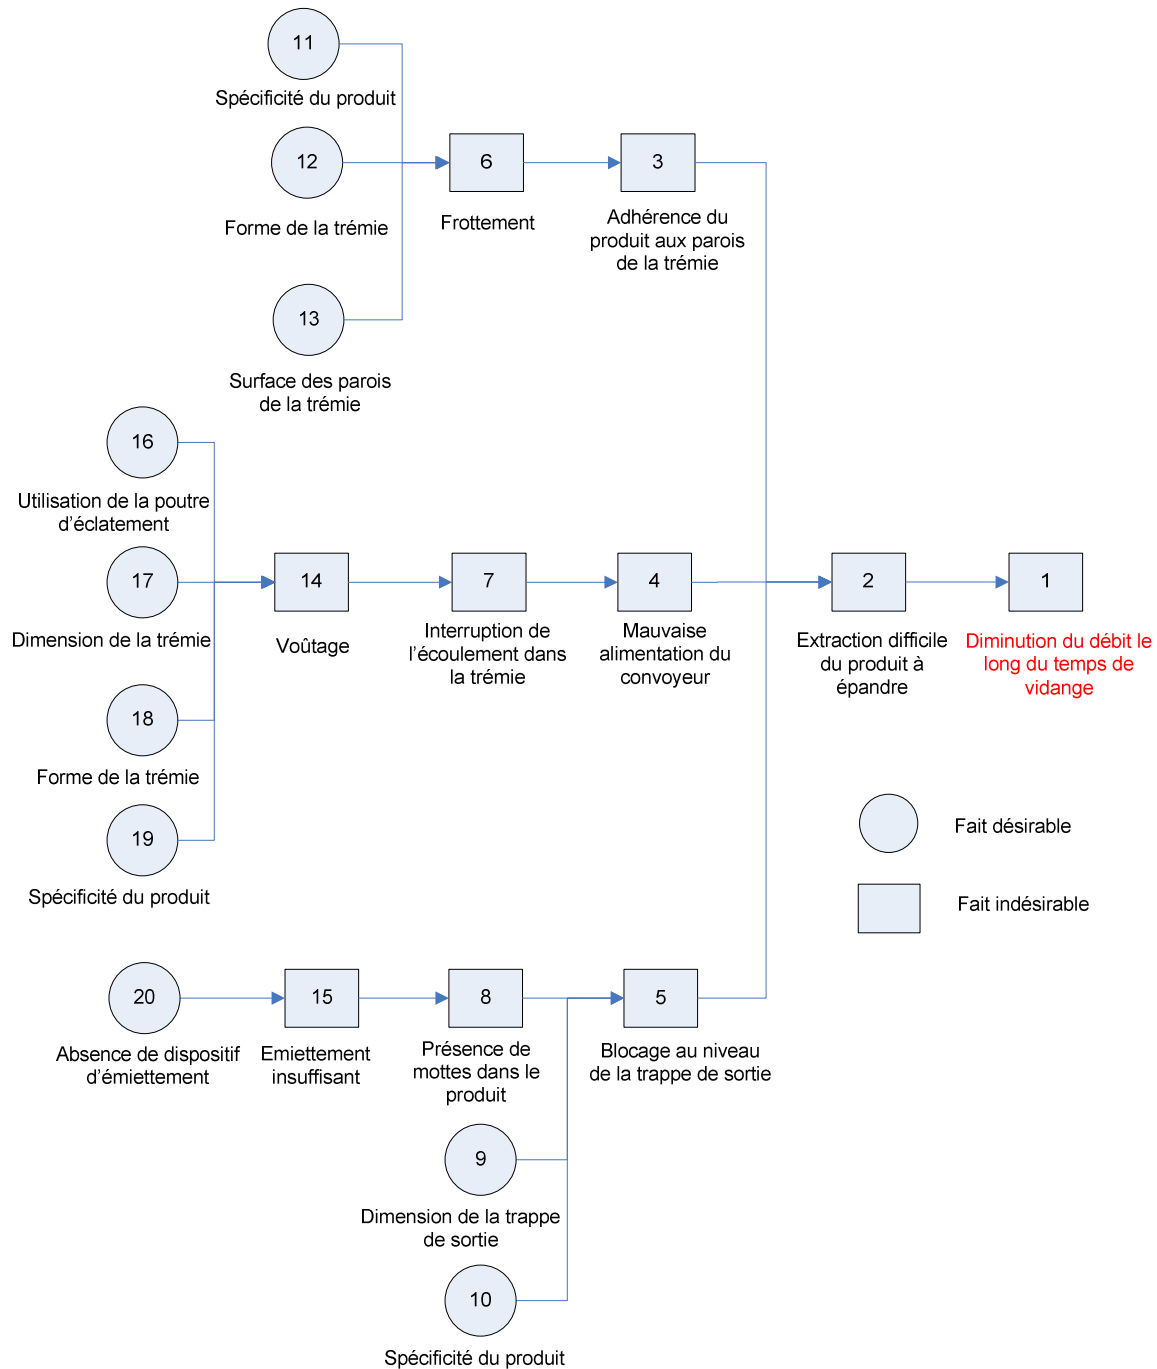 11
Spécificité du produit
12
Forme de la trémie
13
Surface des parois
de la trémie
6
Frottement
3
Adhérence du
produit aux parois
de la trémie
16
Utilisation de la poutre
d'éclatement
17
Dimension de la trémie
18
Forme de la trémie
19
Spécificité du produit
14
Voûtage
7
Interruption de
l'écoulement dans
la trémie
4
Mauvaise
alimentation du
convoyeur
2
Extraction difficile
du produit à
épandre
1
Diminution du débit le
long du temps de
vidange
Fait désirable
Fait indésirable
20
Absence de dispositif
d'émiettement
15
Emiettement
insuffisant
8
Présence de
mottes dans le
produit
5
Blocage au niveau
de la trappe de sortie
9
Dimension de la trappe
de sortie
10
Spécificité du produit